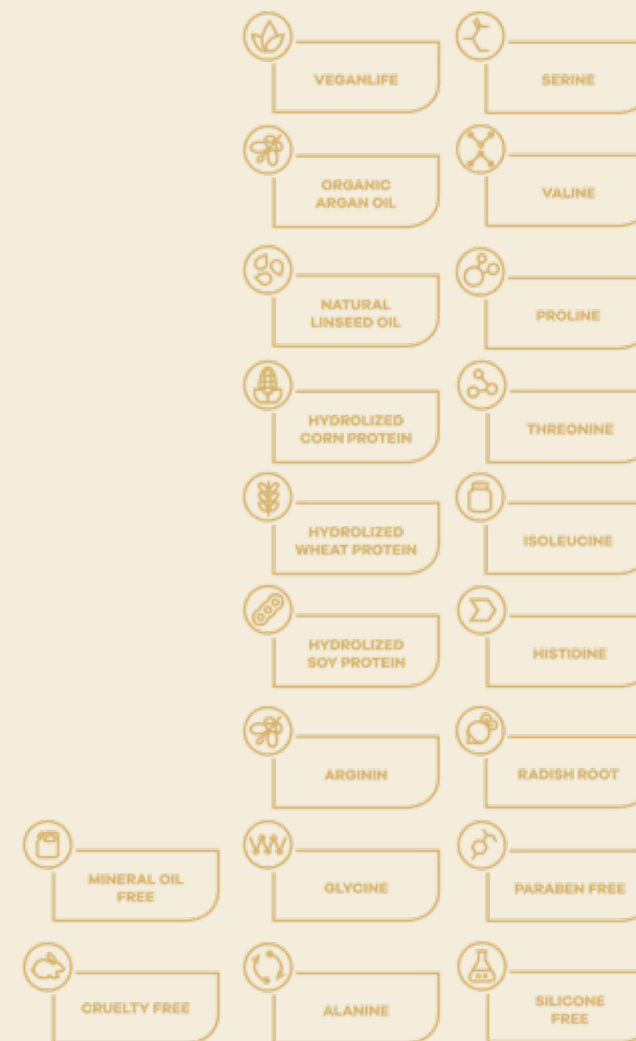 VEGANLIFE
SERINE
ORGANIC
ARGAN OIL
VALINE
NATURAL
LINSEED OIL
PROLINE
HYDROLIZED
CORN PROTEIN
THREONINE
HYDROLIZED
WHEAT PROTEIN
ISOLEUCINE
HYDROLIZED
SOY PROTEIN
HISTIDINE
ARGININ
RADISH ROOT
MINERAL OIL
FREE
GLYCINE
PARABEN FREE
CRUELTY FREE
ALANINE
SILICONE
FREE